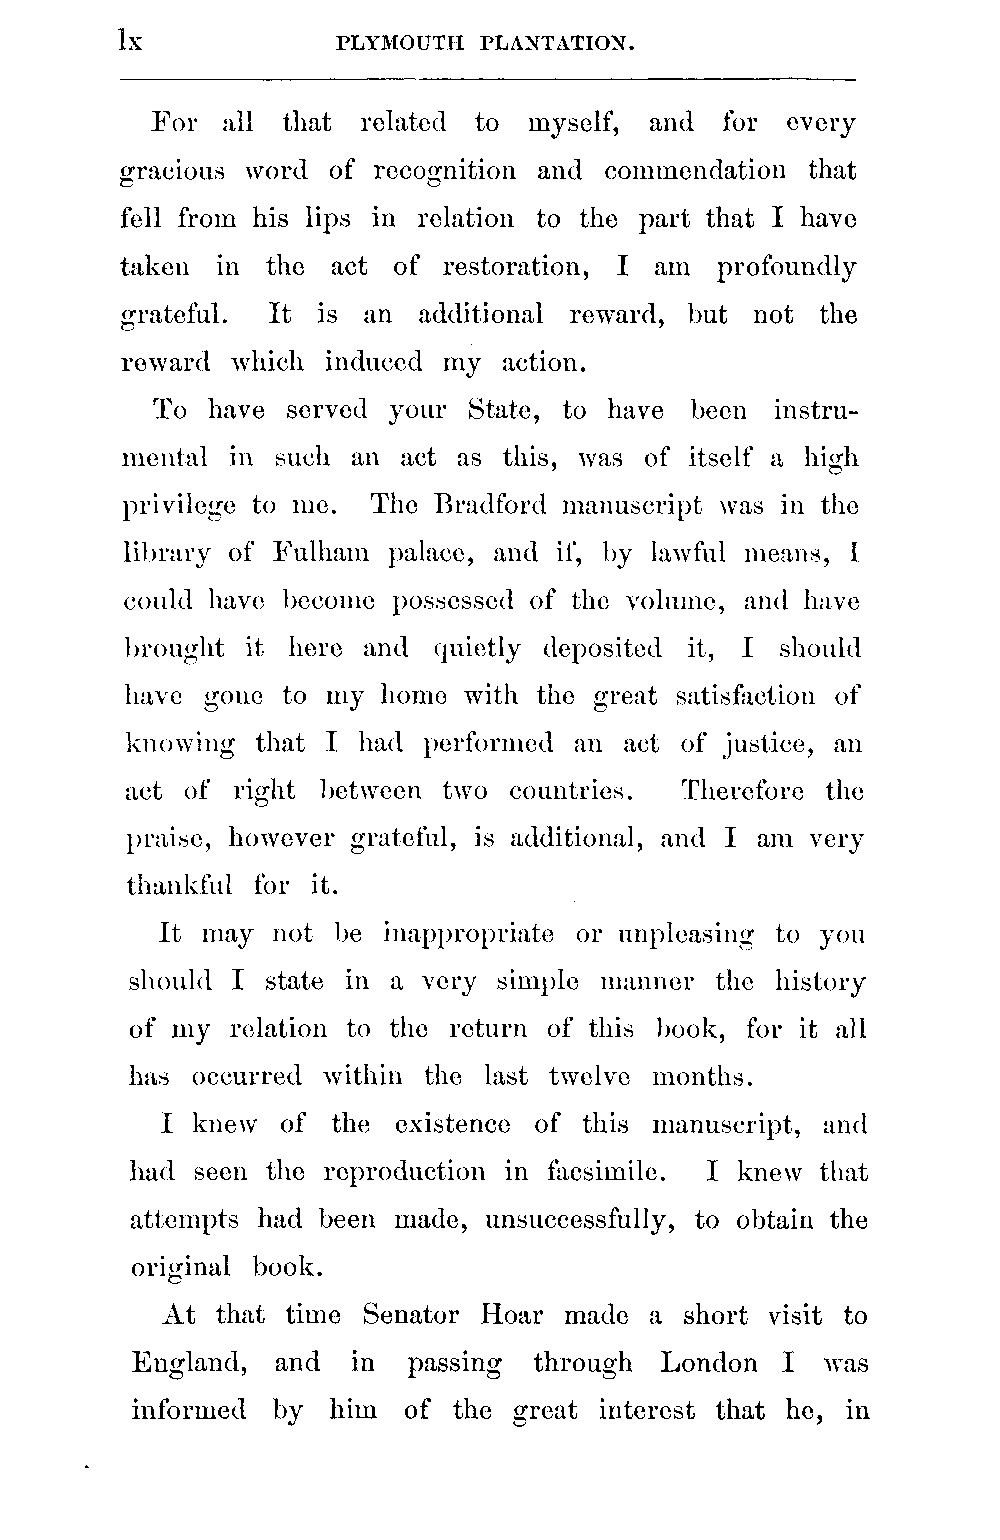 lx PLYMOUTH PLANTATION.
For all that related to myself, and for every
gracious word of recognition and commendation that
fell from his lips in relation to the part that I have
taken in the act of restoration, I am profoundly
grateful. It is an additional reward, but not the
reward which induced my action.
To have served your State, to have been instru-
mental in such an act as this, was of itself a high
privilege to me. The Bradford manuscript was in the
library of Fulham palace, and if, by lawful means, I
could have become possessed of the volume, and have
brought it here and quietly deposited it, I should
have gone to my home with the great satisfaction of
knowing that I had performed an act of justice, an
act of right between two countries. Therefore the
praise, however grateful, is additional, and I am very
thankful for it.
It may not be inappropriate or unpleasing to you
should I state in a very simple manner the history
of my relation to the return of this book, for it all
has occurred within the last twelve months.
I knew of the existence of this manuscript, and
had seen the reproduction in facsimile. I knew that
attempts had been made, unsuccessfully, to obtain the
original book.
At that time Senator Hoar made a short visit to
England, and in passing through London I was
informed by him of the great interest that he, in